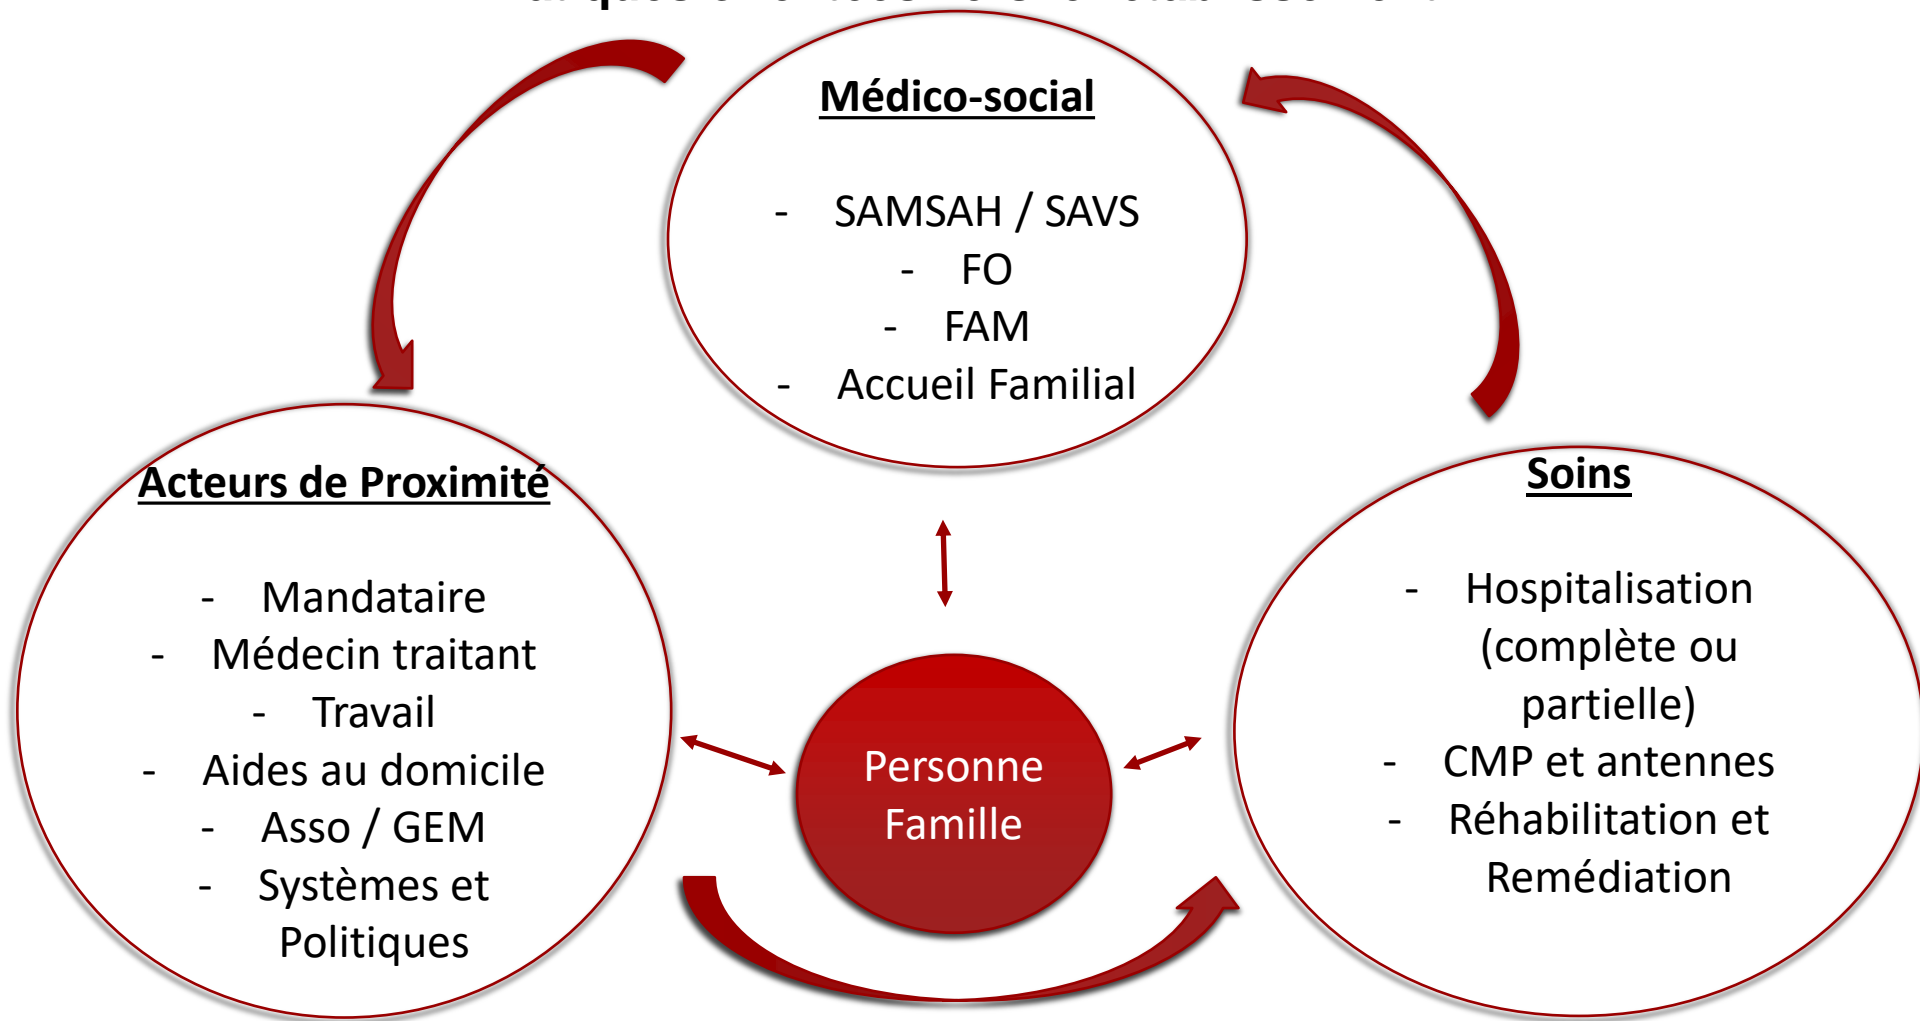 Médico-social
- SAMSAH / SAVS
- FO
- FAM
- Accueil Familial
Acteurs de Proximité
- Mandataire
- Médecin traitant
- Travail
- Aides au domicile
- Asso / GEM
- Systèmes et
Politiques
Personne
Famille
Soins
- Hospitalisation
(complète ou
partielle)
- CMP et antennes
- Réhabilitation et
Remédiation